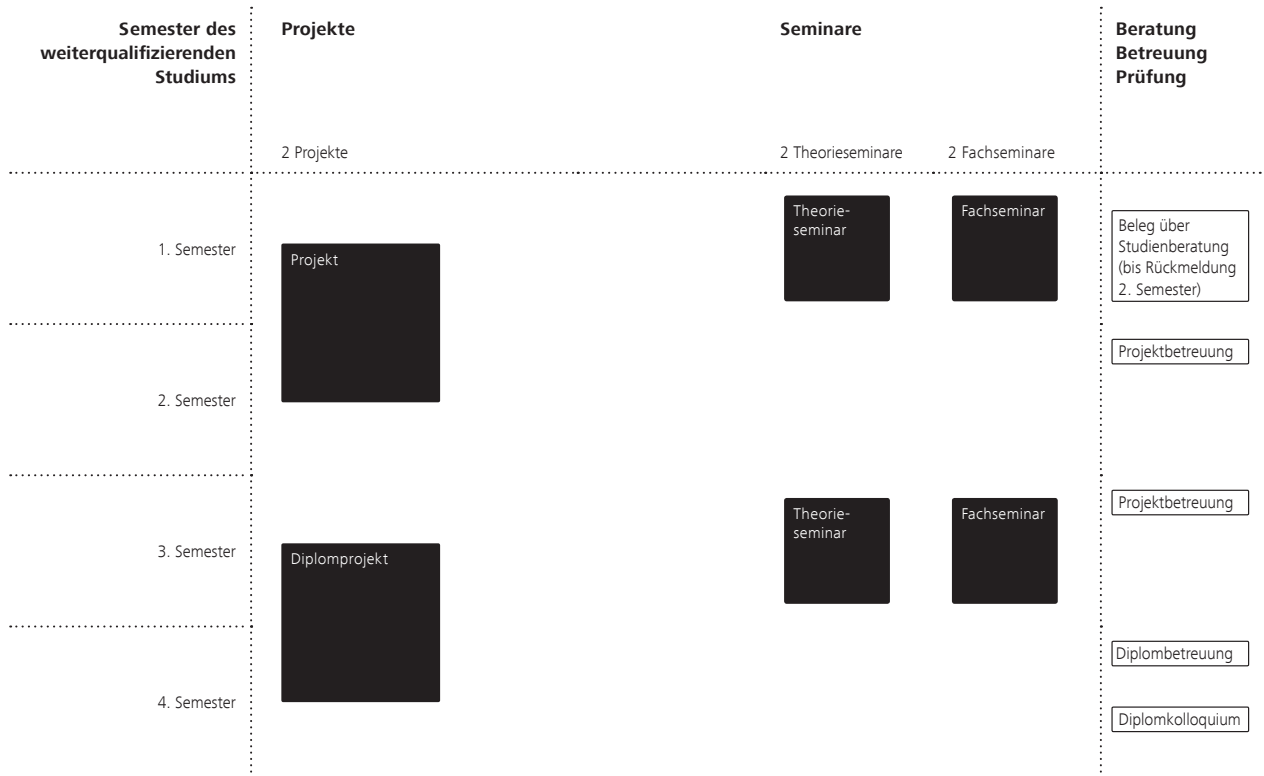 Semester des
weiterqualifizierenden
Studiums
Projekte
Seminare
Beratung
Betreuung
Prüfung
2 Projekte
2 Theorieseminare
2 Fachseminare
1. Semester
Projekt
Theorie-
seminar
Fachseminar
Beleg über
Studienberatung
(bis Rückmeldung
2. Semester)
2. Semester
Projektbetreuung
3. Semester
Diplomprojekt
Theorie-
seminar
Fachseminar
Projektbetreuung
4. Semester
Diplombetreuung
Diplomkolloquium